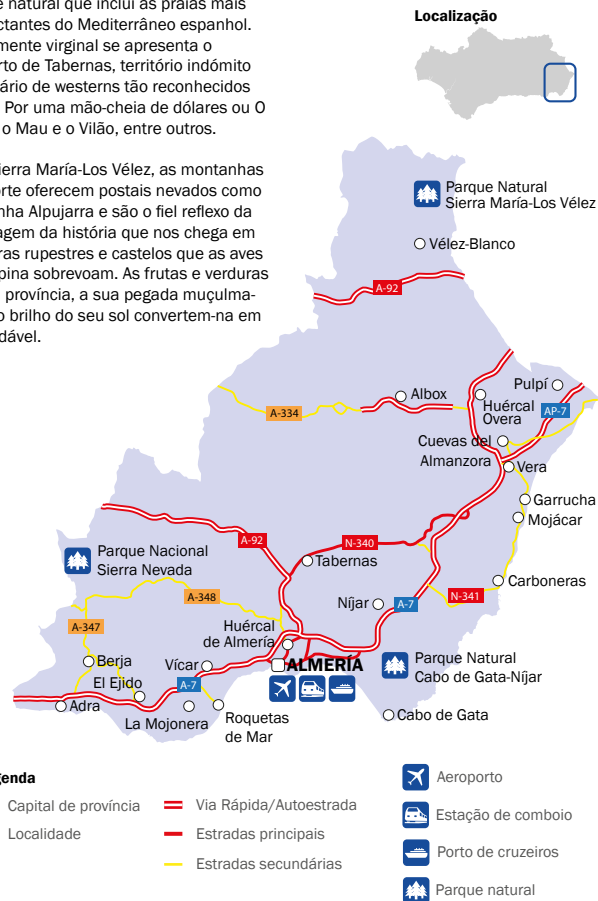 e natural que inclui as praias mais
ctantes do Mediterrâneo espanhol.
mente virginal se apresenta o
rto de Tabernas, território indómito
ário de westerns tão reconhecidos
Por uma mão-cheia de dólares ou O
o Mau e o Vilão, entre outros.
ierra María-Los Vélez, as montanhas
orte oferecem postais nevados como
nha Alpujarra e são o fiel reflexo da
agem da história que nos chega em
ras rupestres e castelos que as aves
pina sobrevoam. As frutas e verduras
província, a sua pegada muçulma-
o brilho do seu sol convertem-na em
dável.
Localização
Parque Natural
Sierra María-Los Vélez
Vélez-Blanco
A-92
Albox
Pulpí
Huércal
Overa
AP-7
A-334
Cuevas del
Almanzora
Vera
Garrucha
Mojácar
A-92
N-340
Parque Nacional
Sierra Nevada
Tabernas
Carboneras
A-348
Níjar
A-7
N-341
A-347
Huércal
de Almería
Berja
Vícar
ALMERÍA
Parque Natural
Cabo de Gata-Níjar
El Ejido
A-7
Adra
La Mojonera
Roquetas
de Mar
Cabo de Gata
genda
Capital de província
Localidade
Via Rápida/Autoestrada
Estradas principais
Estradas secundárias
Aeroporto
Estação de comboio
Porto de cruzeiros
Parque natural